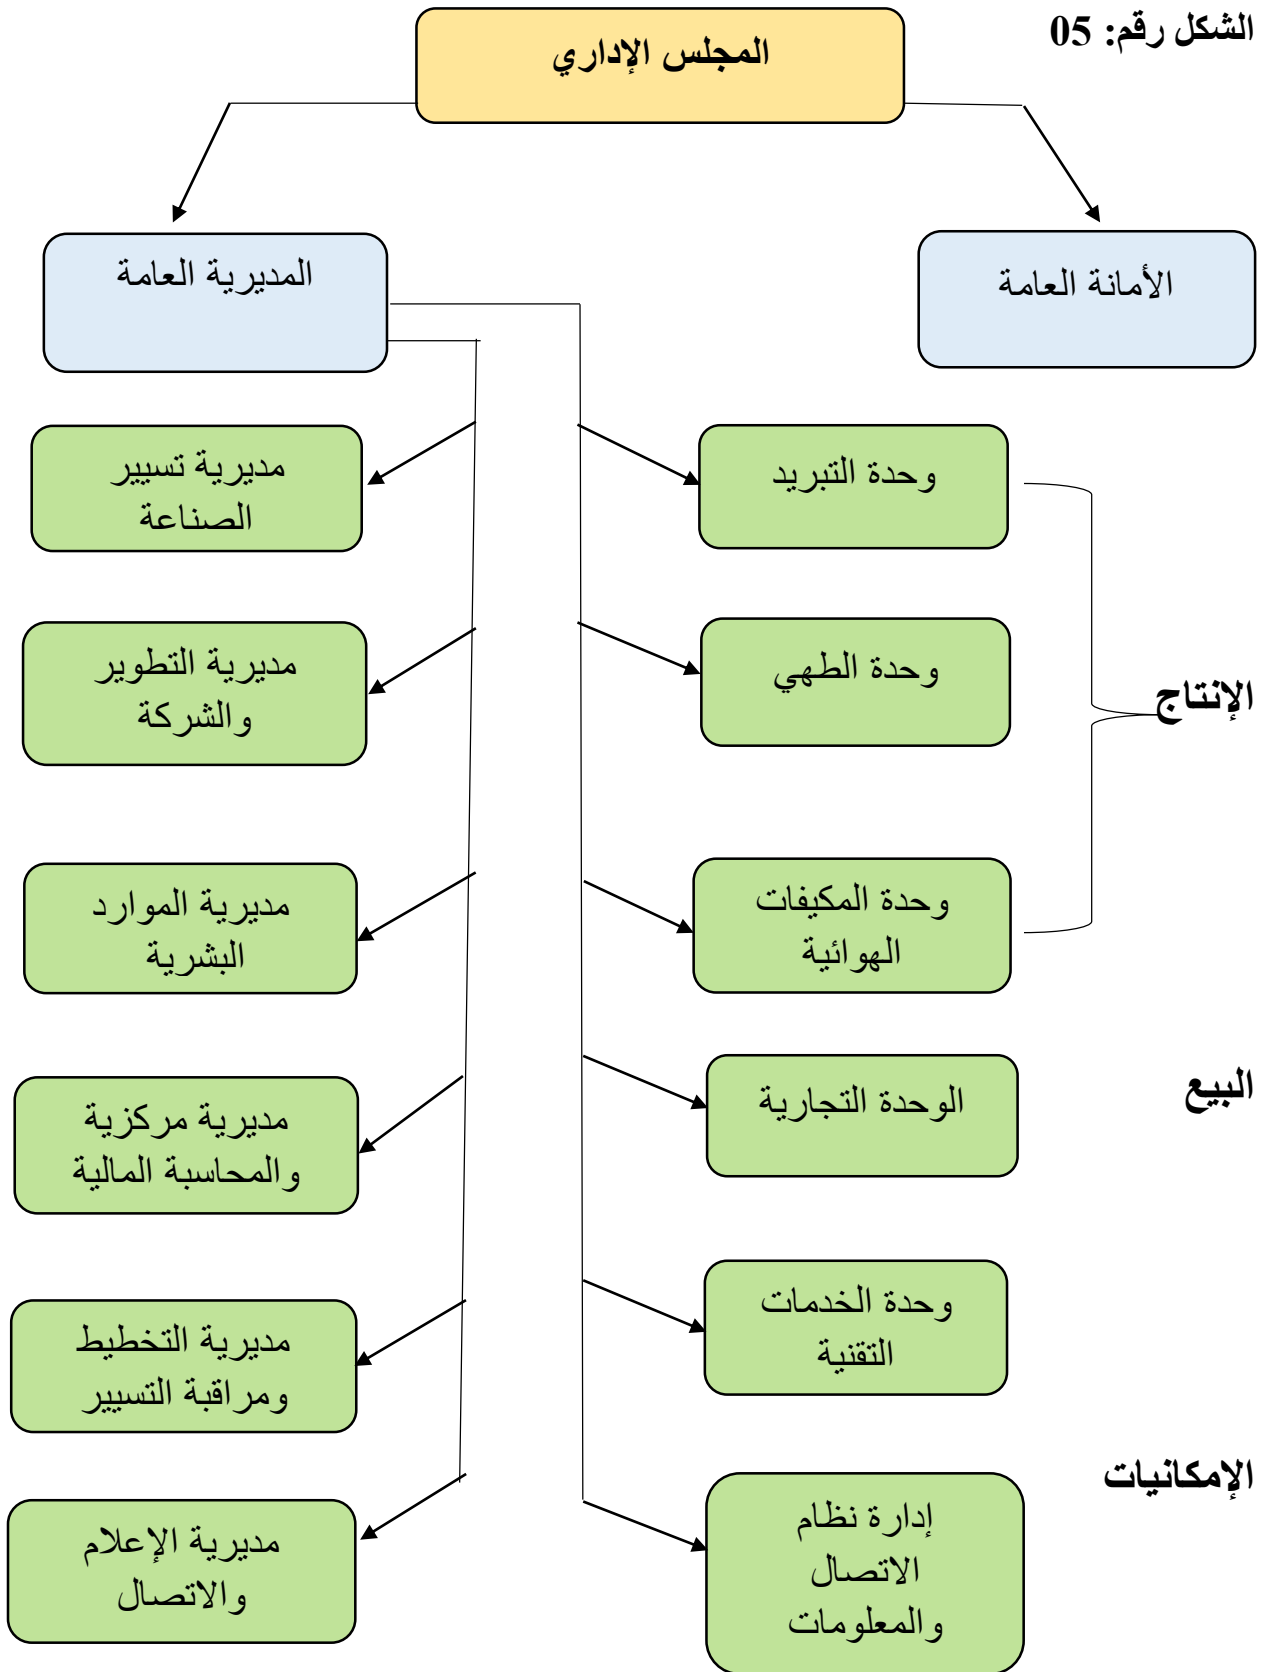 الشكل رقم: 05
المجلس الإداري
الأمانة العامة
المديرية العامة
وحدة التبريد
مديرية تسيير
الصناعة
وحدة الطهي
مديرية التطوير
والشركة
الإنتاج
وحدة المكيفات
الهوائية
مديرية الموارد
البشرية
البيع
الوحدة التجارية
مديرية مركزية
والمحاسبة المالية
وحدة الخدمات
التقنية
مديرية التخطيط
ومراقبة التسيير
الإمكانيات
إدارة نظام
الاتصال
والمعلومات
مديرية الإعلام
والاتصال